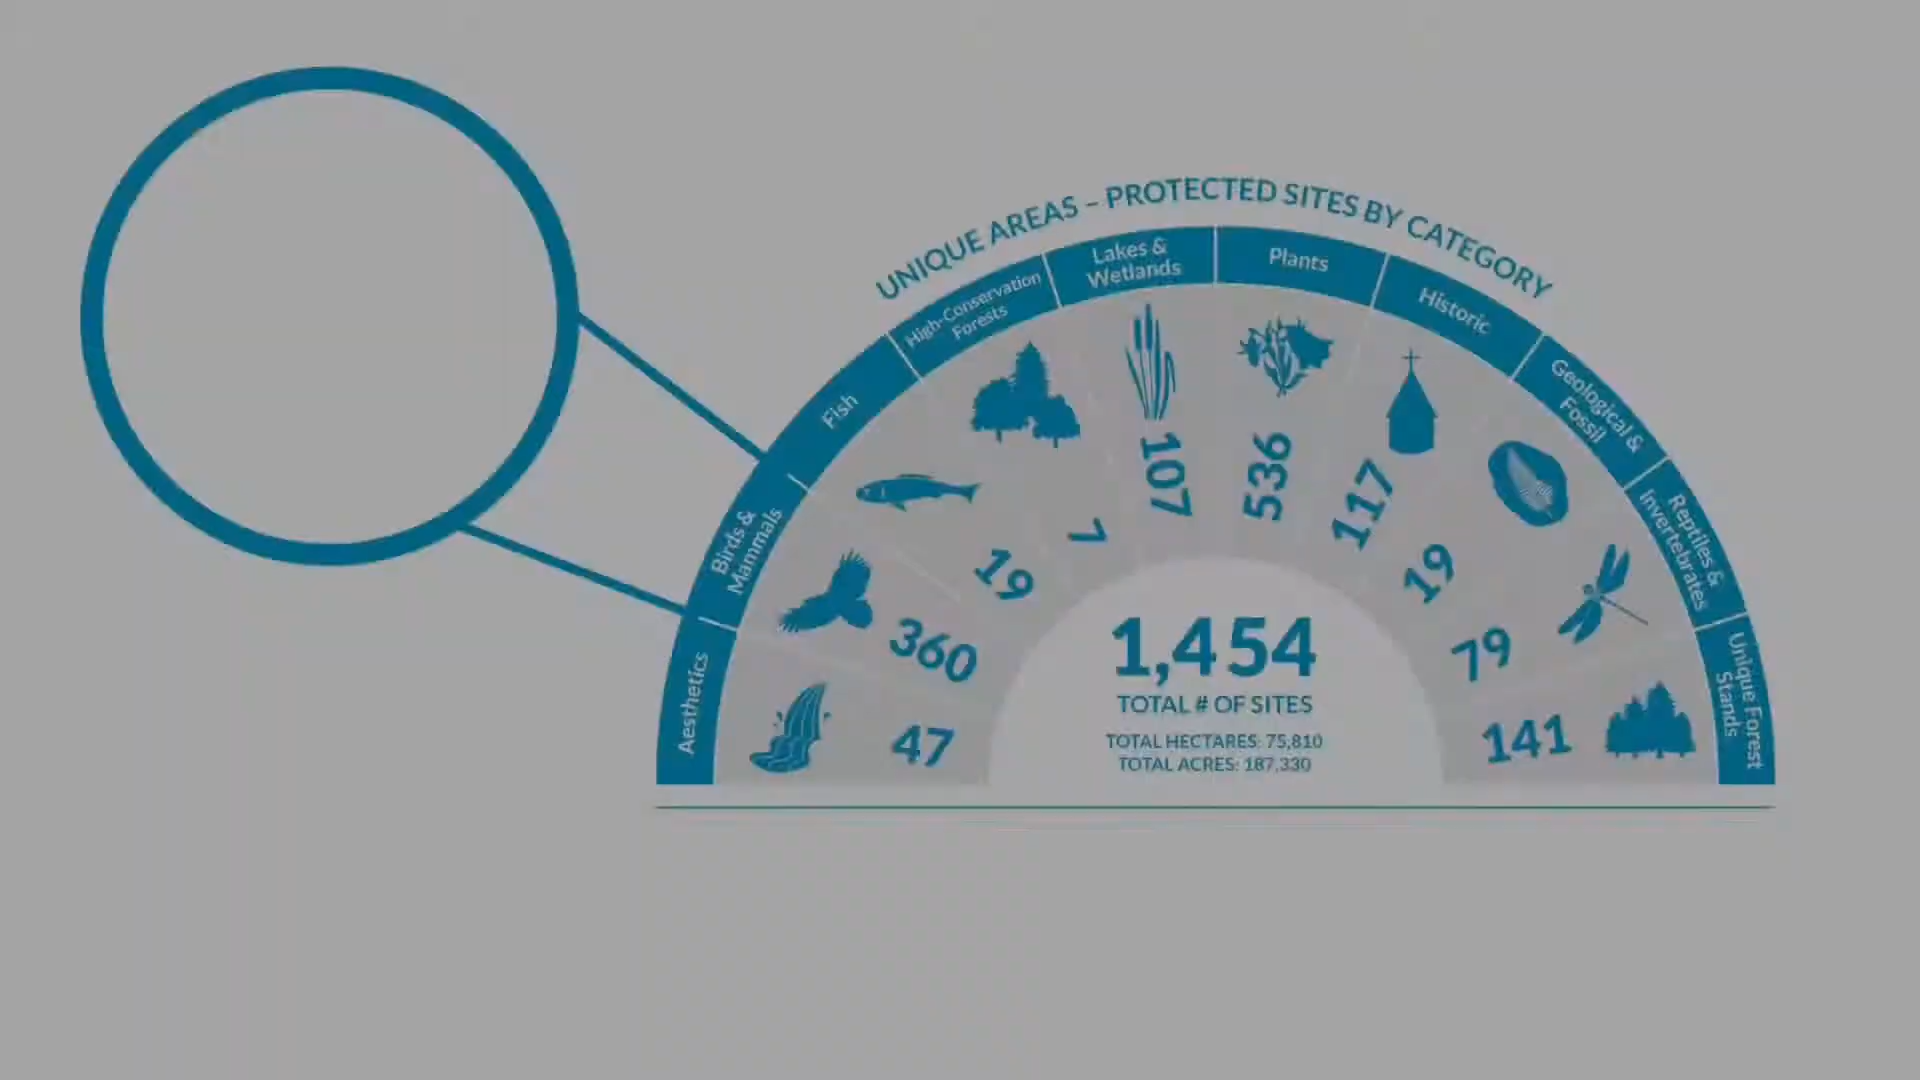 UNIQUE AREAS – PROTECTED SITES BY CATEGORY
Aesthetics
47
Birds &
Mammals
360
Fish
19
High-Conservation
Forests
7
Lakes &
Wetlands
107
Plants
536
Historic
117
Geological &
Fossil
19
Reptiles &
Invertebrates
79
Unique Forest
Stands
141
1,454
TOTAL # OF SITES
TOTAL HECTARES: 75,810
TOTAL ACRES: 187,330